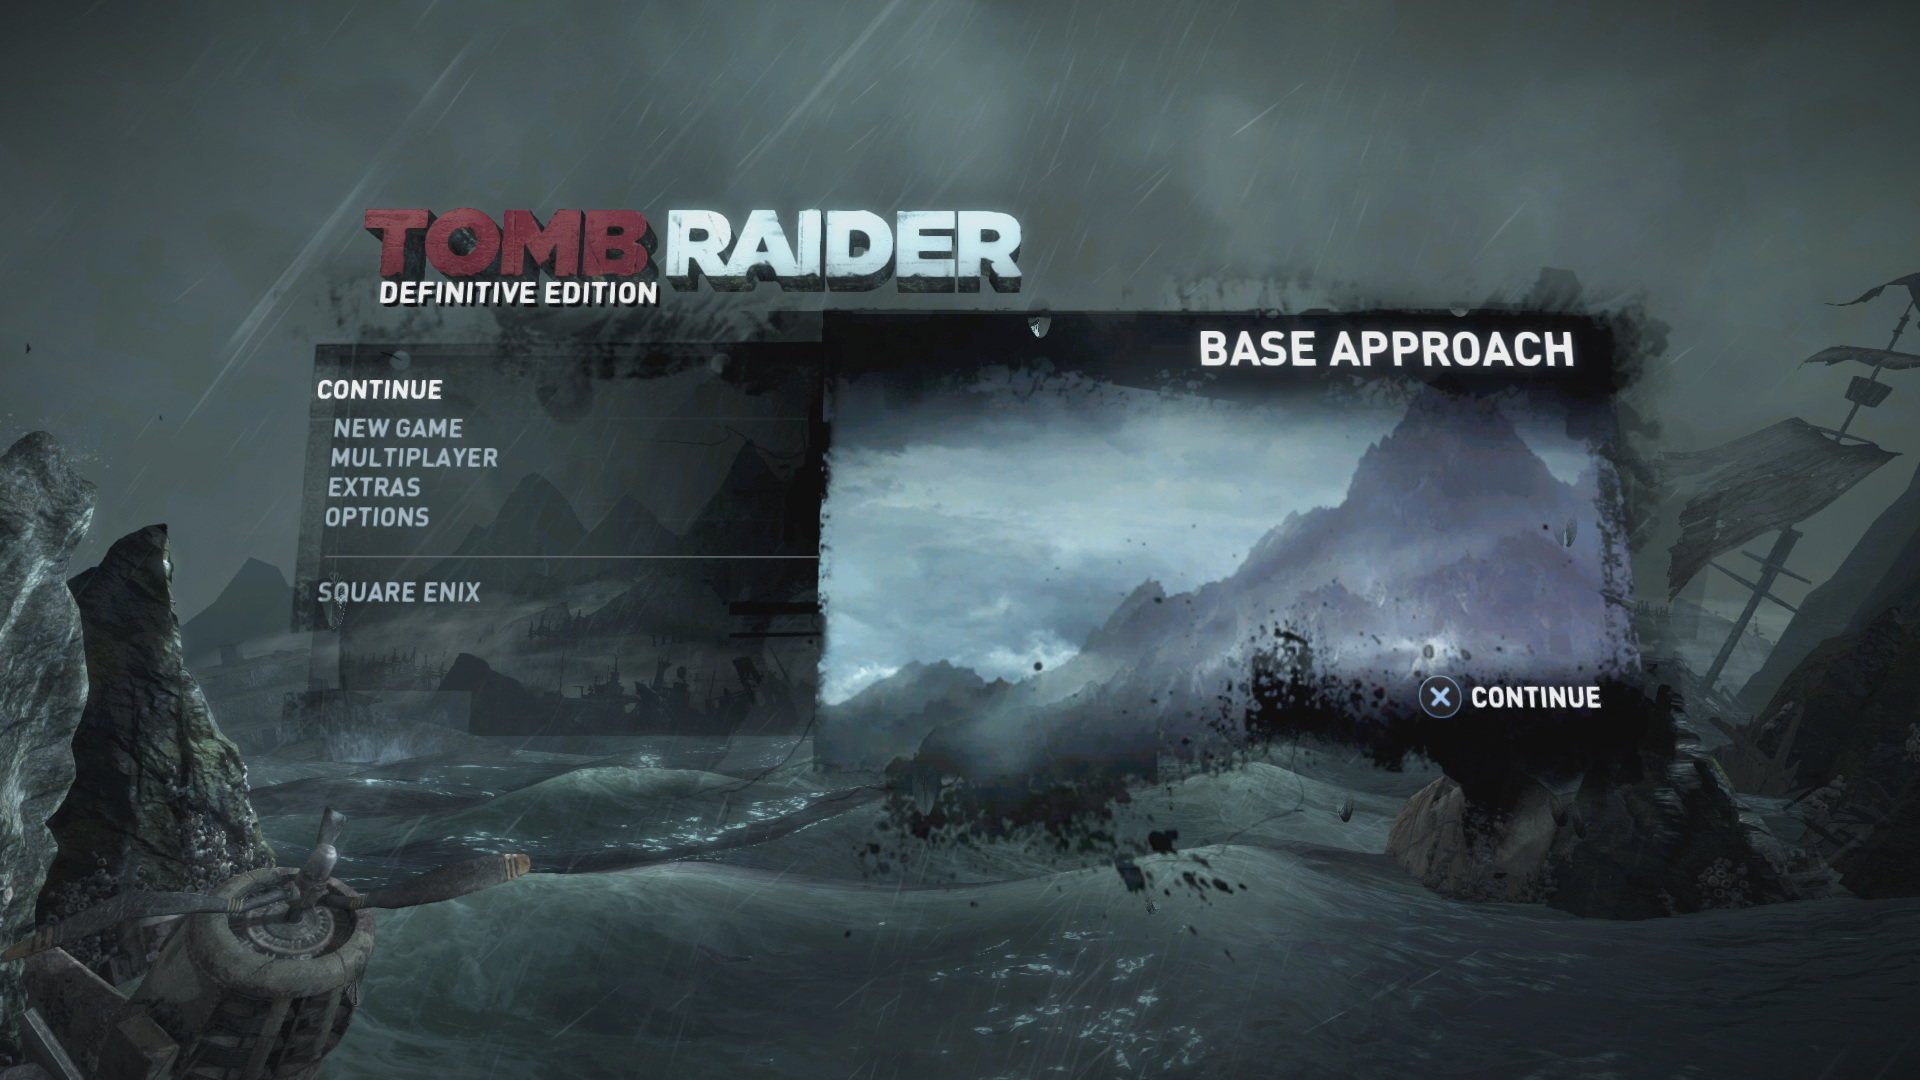 TOMB RAIDER
DEFINITIVE EDITION
BASE APPROACH
CONTINUE
NEW GAME
MULTIPLAYER
EXTRAS
OPTIONS
SQUARE ENIX
CONTINUE